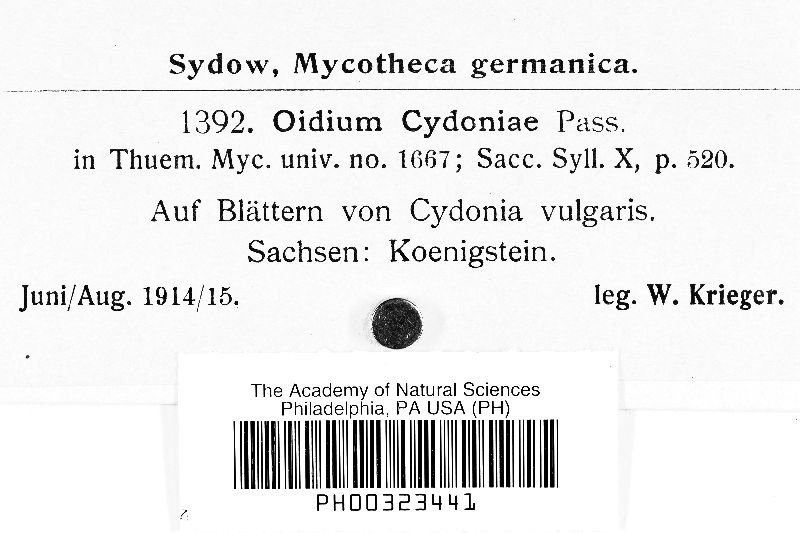 Sydow, Mycotheca germanica.
1392. Oidium Cydoniae Pass.
in Thuem. Myc. univ. no. 1667; Sacc. Syll. X, p. 520.
Auf Blättern von Cydonia vulgaris.
Sachsen: Koenigstein.
Juni/Aug. 1914/15. leg. W. Krieger.
The Academy of Natural Sciences
Philadelphia, PA USA (PH)
PH00323441